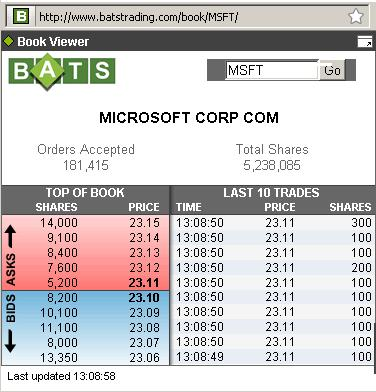 B http://www.batstrading.com/book/MSFT/
Book Viewer
BATS MSFT Go
MICROSOFT CORP COM
Orders Accepted Total Shares
181,415 5,238,085
TOP OF BOOK LAST 10 TRADES
SHARES PRICE TIME PRICE SHARES
ASKS
14,000 23.15 13:08:50 23.11 300
9,100 23.14 13:08:50 23.11 100
8,400 23.13 13:08:50 23.11 100
7,600 23.12 13:08:50 23.11 200
5,200 23.11 13:08:50 23.11 100
BIDS
8,200 23.10 13:08:50 23.11 100
10,100 23.09 13:08:50 23.11 100
11,100 23.08 13:08:50 23.11 100
8,000 23.07 13:08:50 23.11 100
13,350 23.06 13:08:49 23.11 100
Last updated 13:08:58